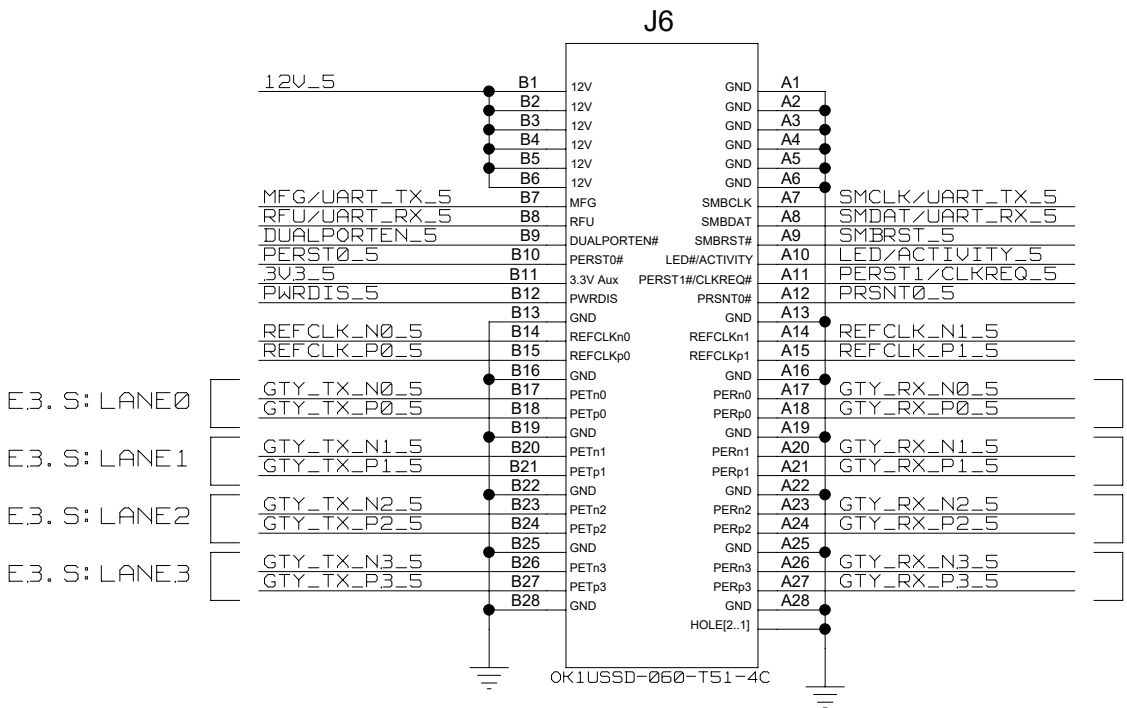 J6
12V_5 B1 12V GND A1
B2 12V GND A2
B3 12V GND A3
B4 12V GND A4
B5 12V GND A5
B6 12V GND A6
MFG/UART_TX_5 B7 MFG SMBCLK A7 SMCLK/UART_TX_5
RFU/UART_RX_5 B8 RFU SMBDAT A8 SMDAT/UART_RX_5
DUALPORTEN_5 B9 DUALPORTEN# SMBRST# A9 SMBRST_5
PERST0_5 B10 PERST0# LED#/ACTIVITY A10 LED/ACTIVITY_5
3V3_5 B11 3.3V Aux PERST1#/CLKREQ# A11 PERST1/CLKREQ_5
PWRDIS_5 B12 PWRDIS PRSNT0# A12 PRSNT0_5
B13 GND GND A13
REFCLK_N0_5 B14 REFCLKn0 REFCLKn1 A14 REFCLK_N1_5
REFCLK_P0_5 B15 REFCLKp0 REFCLKp1 A15 REFCLK_P1_5
B16 GND GND A16
E3.S:LANE0 GTY_TX_N0_5 B17 PETn0 PERn0 A17 GTY_RX_N0_5
GTY_TX_P0_5 B18 PETp0 PERp0 A18 GTY_RX_P0_5
B19 GND GND A19
E3.S:LANE1 GTY_TX_N1_5 B20 PETn1 PERn1 A20 GTY_RX_N1_5
GTY_TX_P1_5 B21 PETp1 PERp1 A21 GTY_RX_P1_5
B22 GND GND A22
E3.S:LANE2 GTY_TX_N2_5 B23 PETn2 PERn2 A23 GTY_RX_N2_5
GTY_TX_P2_5 B24 PETp2 PERp2 A24 GTY_RX_P2_5
B25 GND GND A25
E3.S:LANE3 GTY_TX_N3_5 B26 PETn3 PERn3 A26 GTY_RX_N3_5
GTY_TX_P3_5 B27 PETp3 PERp3 A27 GTY_RX_P3_5
B28 GND GND A28
HOLE[2..1]
OK1USSD-060-T51-4C